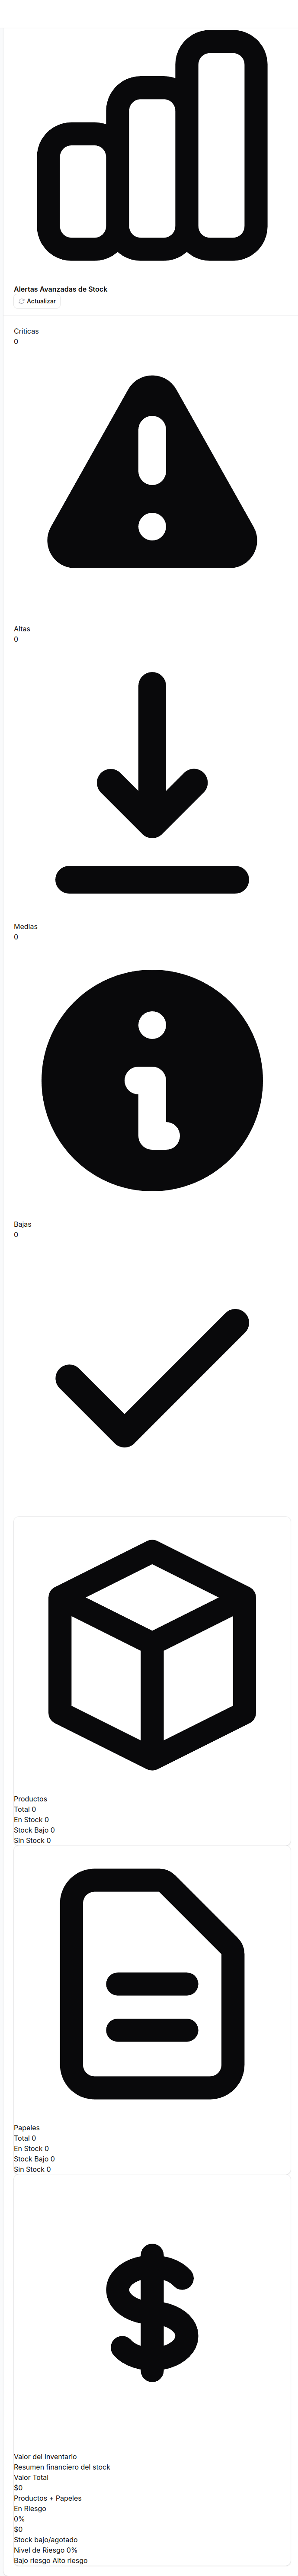 Alertas Avanzadas de Stock
Actualizar
Críticas
0
Altas
0
Medias
0
Bajas
0
Productos
Total 0
En Stock 0
Stock Bajo 0
Sin Stock 0
Papeles
Total 0
En Stock 0
Stock Bajo 0
Sin Stock 0
Valor del Inventario
Resumen financiero del stock
Valor Total
$0
Productos + Papeles
En Riesgo
0%
$0
Stock bajo/agotado
Nivel de Riesgo 0%
Bajo riesgo Alto riesgo